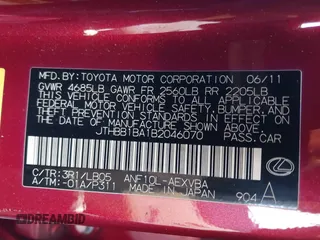 MFD. BY: TOYOTA MOTOR CORPORATION 06/11
GVWR 4685LB GAWR FR 2560LB RR 2205LB
THIS VEHICLE CONFORMS TO ALL APPLICABLE
FEDERAL MOTOR VEHICLE SAFETY, BUMPER, AND
THEFT PREVENTION STANDARDS IN EFFECT ON
THE DATE OF MANUFACTURE SHOWN ABOVE.
JTHBB1BA1B2046070 PASS. CAR
C/TR: 3R1/LB05 ANF10L-AEXVBA
A/TM: -01A/P311 MADE IN JAPAN 904 A
DREAMBID